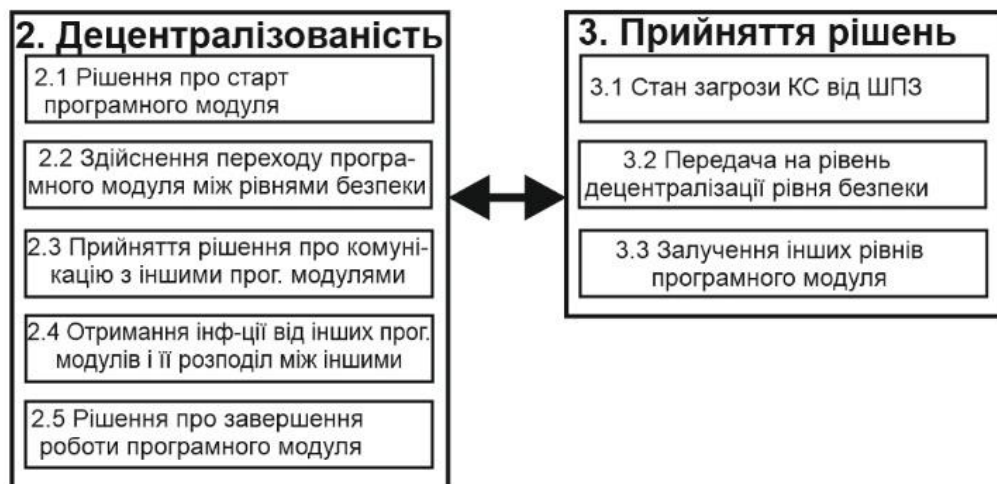 2. Децентралізованість
2.1 Рішення про старт
програмного модуля
2.2 Здійснення переходу програ-
много модуля між рівнями безпеки
2.3 Прийняття рішення про комуні-
кацію з іншими прог. модулями
2.4 Отримання інф-ції від інших прог.
модулів і її розподіл між іншими
2.5 Рішення про завершення
роботи програмного модуля
3. Прийняття рішень
3.1 Стан загрози КС від ШПЗ
3.2 Передача на рівень
децентралізації рівня безпеки
3.3 Залучення інших рівнів
програмного модуля